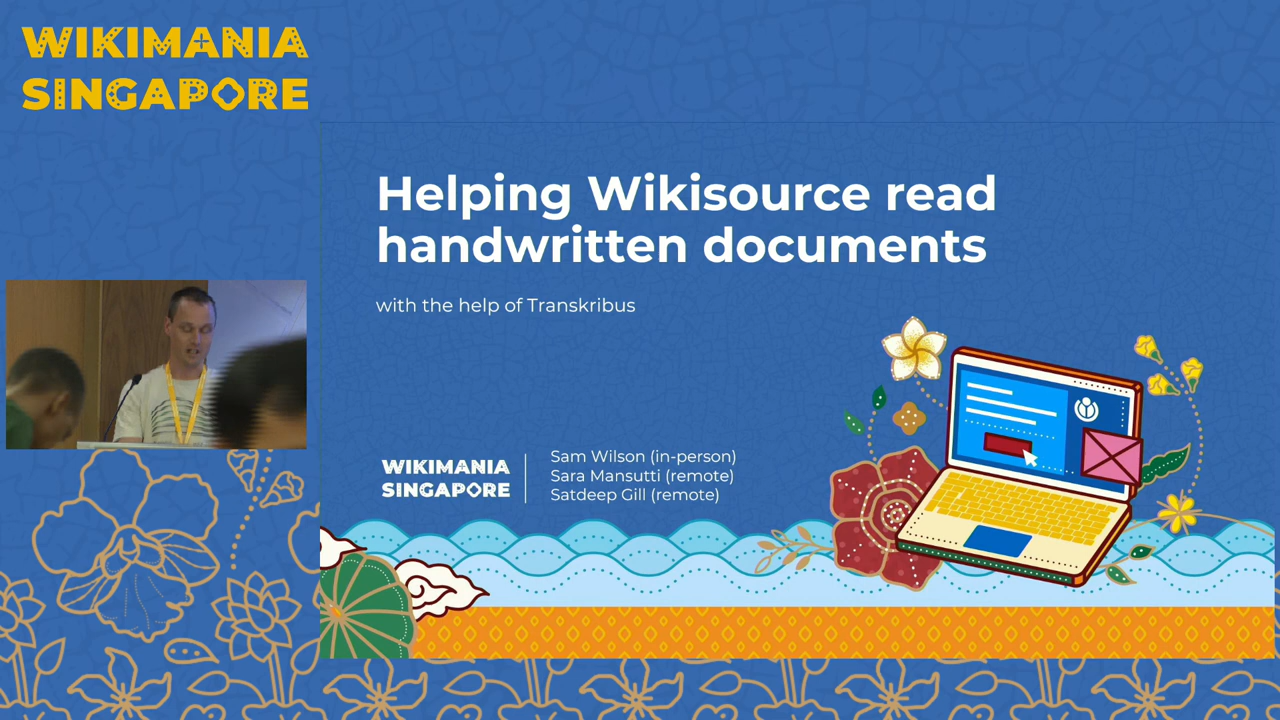 WIKIMANIA
SINGAPORE
Helping Wikisource read
handwritten documents
with the help of Transkribus
WIKIMANIA
SINGAPORE
Sam Wilson (in-person)
Sara Mansutti (remote)
Satdeep Gill (remote)